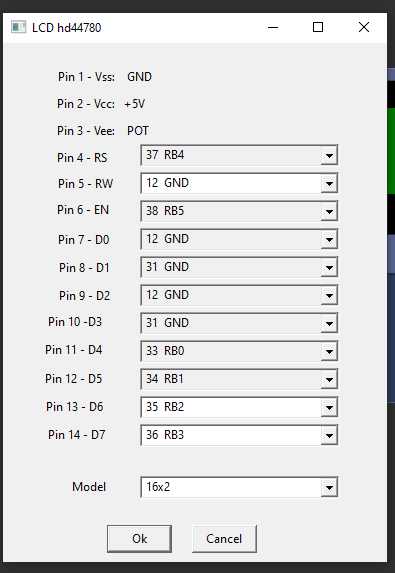 LCD hd44780
Pin 1 - Vss: GND
Pin 2 - Vcc: +5V
Pin 3 - Vee: POT
Pin 4 - RS 37 RB4
Pin 5 - RW 12 GND
Pin 6 - EN 38 RB5
Pin 7 - D0 12 GND
Pin 8 - D1 31 GND
Pin 9 - D2 12 GND
Pin 10 -D3 31 GND
Pin 11 - D4 33 RB0
Pin 12 - D5 34 RB1
Pin 13 - D6 35 RB2
Pin 14 - D7 36 RB3
Model 16x2
Ok Cancel